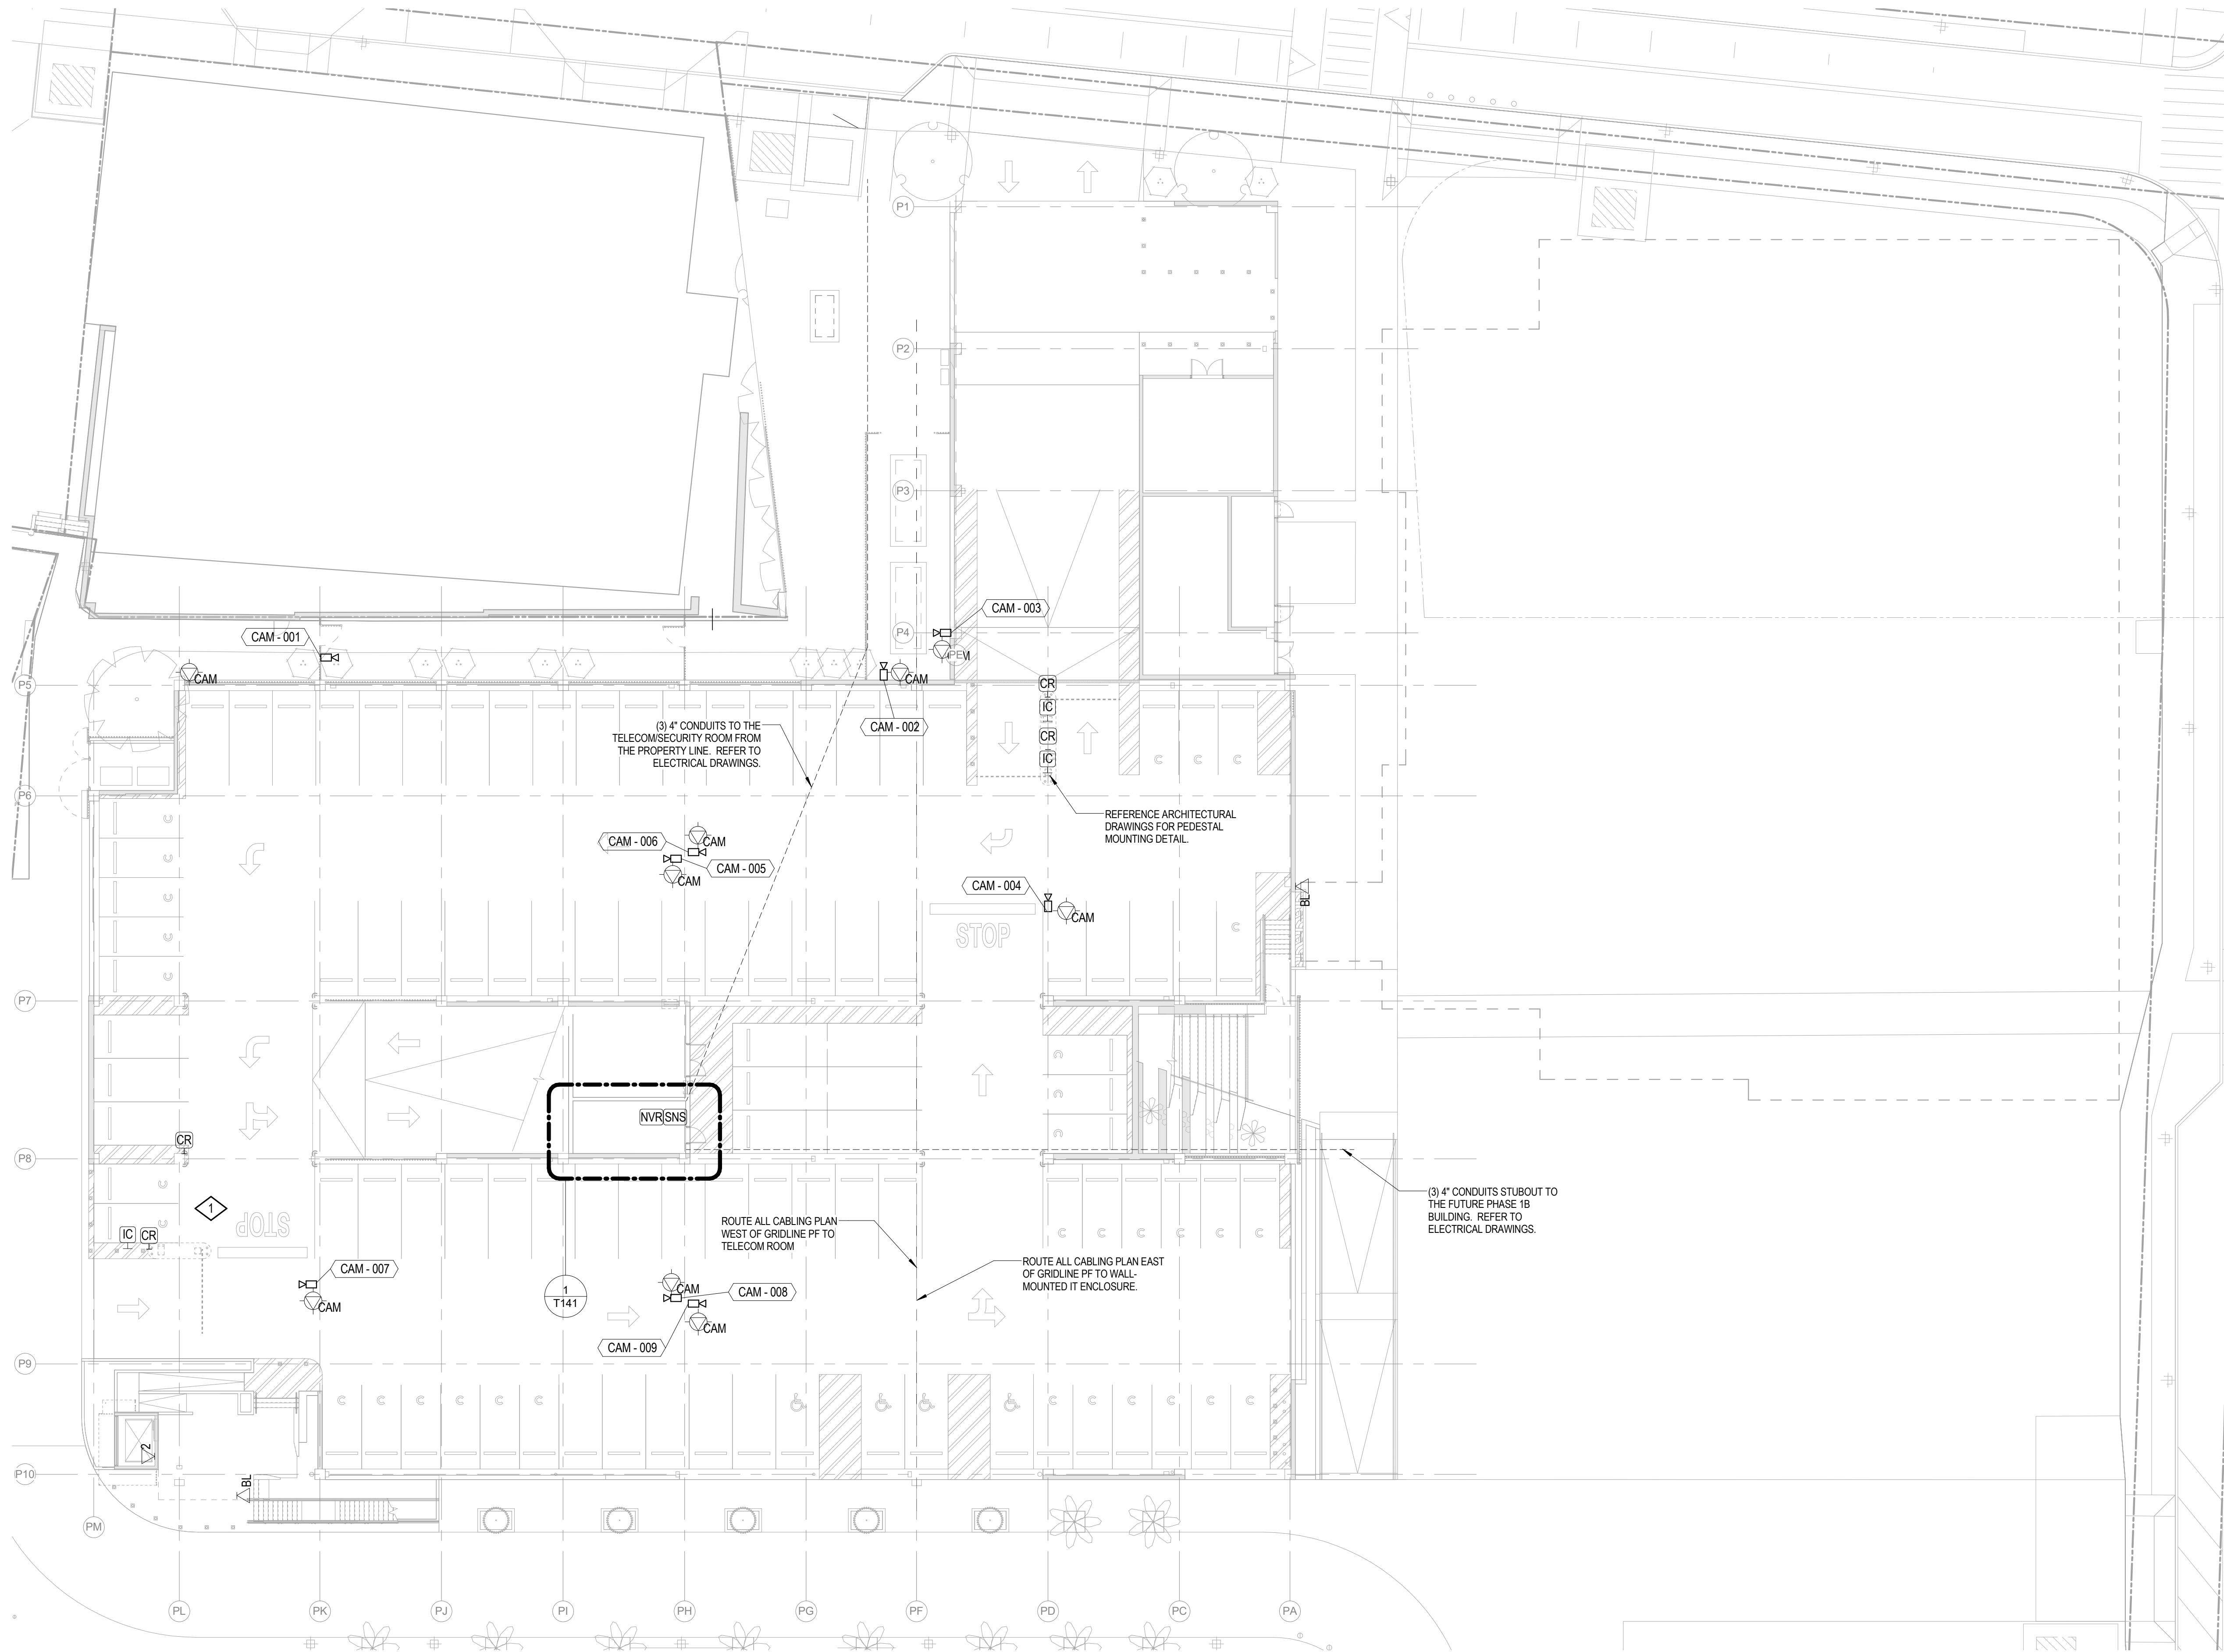 P1
P2
P3
CAM - 003
P4
PE
CAM - 001
CAM
P5
CAM
CAM - 002
CR
IC
CR
IC
(3) 4" CONDUITS TO THE
TELECOM/SECURITY ROOM FROM
THE PROPERTY LINE. REFER TO
ELECTRICAL DRAWINGS.
P6
REFERENCE ARCHITECTURAL
DRAWINGS FOR PEDESTAL
MOUNTING DETAIL.
C
C
C
C
C
C
C
C
CAM
CAM - 006
CAM - 005
CAM
CAM - 004
CAM
BL
STOP
C
P7
C
C
C
NVR
SNS
CR
P8
C
C
1
STOP
IC
CR
(3) 4" CONDUITS STUBOUT TO
THE FUTURE PHASE 1B
BUILDING. REFER TO
ELECTRICAL DRAWINGS.
C
C
C
C
C
C
ROUTE ALL CABLING PLAN
WEST OF GRIDLINE PF TO
TELECOM ROOM
ROUTE ALL CABLING PLAN EAST
OF GRIDLINE PF TO WALL-
MOUNTED IT ENCLOSURE.
CAM - 007
CAM
1
T141
CAM
CAM - 008
CAM
CAM - 009
P9
C
C
C
C
C
C
C
C
C
C
C
C
2
P10
BL
PM
PL
PK
PJ
PI
PH
PG
PF
PD
PC
PA